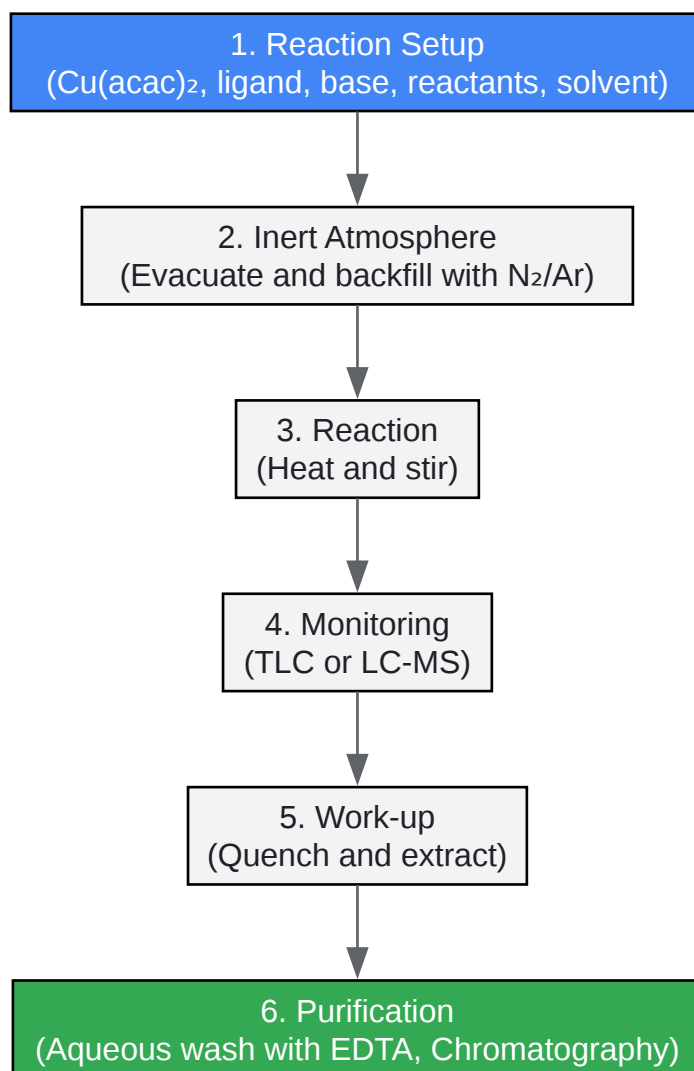 1. Reaction Setup
(Cu(acac)₂, ligand, base, reactants, solvent)
2. Inert Atmosphere
(Evacuate and backfill with N₂/Ar)
3. Reaction
(Heat and stir)
4. Monitoring
(TLC or LC-MS)
5. Work-up
(Quench and extract)
6. Purification
(Aqueous wash with EDTA, Chromatography)